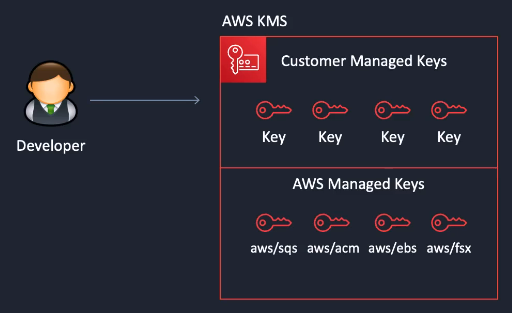 AWS KMS
Customer Managed Keys
Key Key Key Key
Developer
AWS Managed Keys
aws/sqs aws/acm aws/ebs aws/fsx